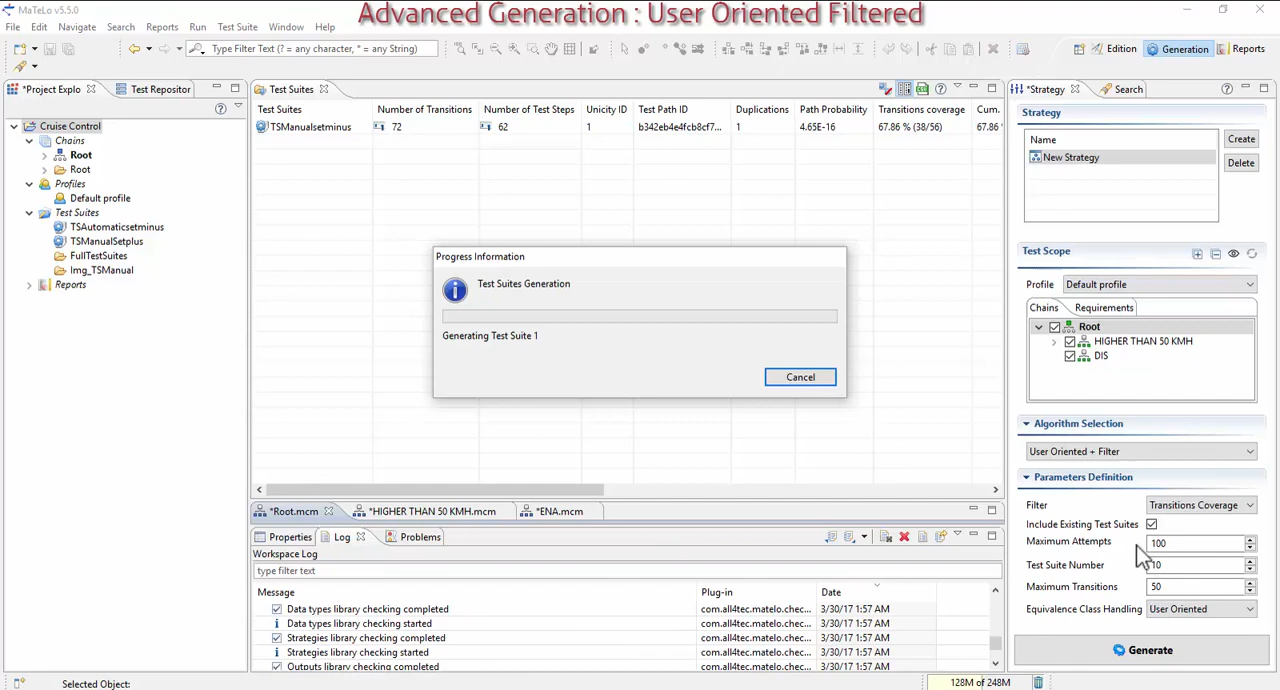 MaTeLo v5.5.0
Advanced Generation : User Oriented Filtered
File Edit Navigate Search Reports Run Test Suite Window Help
Type Filter Text (? = any character, * = any String)
Edition Generation Reports
*Project Explo Test Repositor
Cruise Control
Chains
Root
Root
Profiles
Default profile
Test Suites
TSAutomaticsetminus
TSManualSetplus
FullTestSuites
Img_TSManual
Reports
Test Suites
Test Suites Number of Transitions Number of Test Steps Unicity ID Test Path ID Duplications Path Probability Transitions coverage Cum.
TSManualsetminus 72 62 1 b342eb4e4fcb8cf7... 1 4.65E-16 67.86 % (38/56) 67.86
Progress Information
Test Suites Generation
Generating Test Suite 1
Cancel
*Root.mcm *HIGHER THAN 50 KMH.mcm *ENA.mcm
Properties Log Problems
Workspace Log
type filter text
Message Plug-in Date
Data types library checking completed com.all4tec.matelo.chec... 3/30/17 1:57 AM
Data types library checking started com.all4tec.matelo.chec... 3/30/17 1:57 AM
Strategies library checking completed com.all4tec.matelo.chec... 3/30/17 1:57 AM
Strategies library checking started com.all4tec.matelo.chec... 3/30/17 1:57 AM
Outputs library checking completed com.all4tec.matelo.chec... 3/30/17 1:57 AM
*Strategy Search
Strategy
Name
New Strategy
Create
Delete
Test Scope
Profile Default profile
Chains Requirements
Root
HIGHER THAN 50 KMH
DIS
Algorithm Selection
User Oriented + Filter
Parameters Definition
Filter Transitions Coverage
Include Existing Test Suites
Maximum Attempts 100
Test Suite Number 10
Maximum Transitions 50
Equivalence Class Handling User Oriented
Generate
Selected Object:
128M of 248M